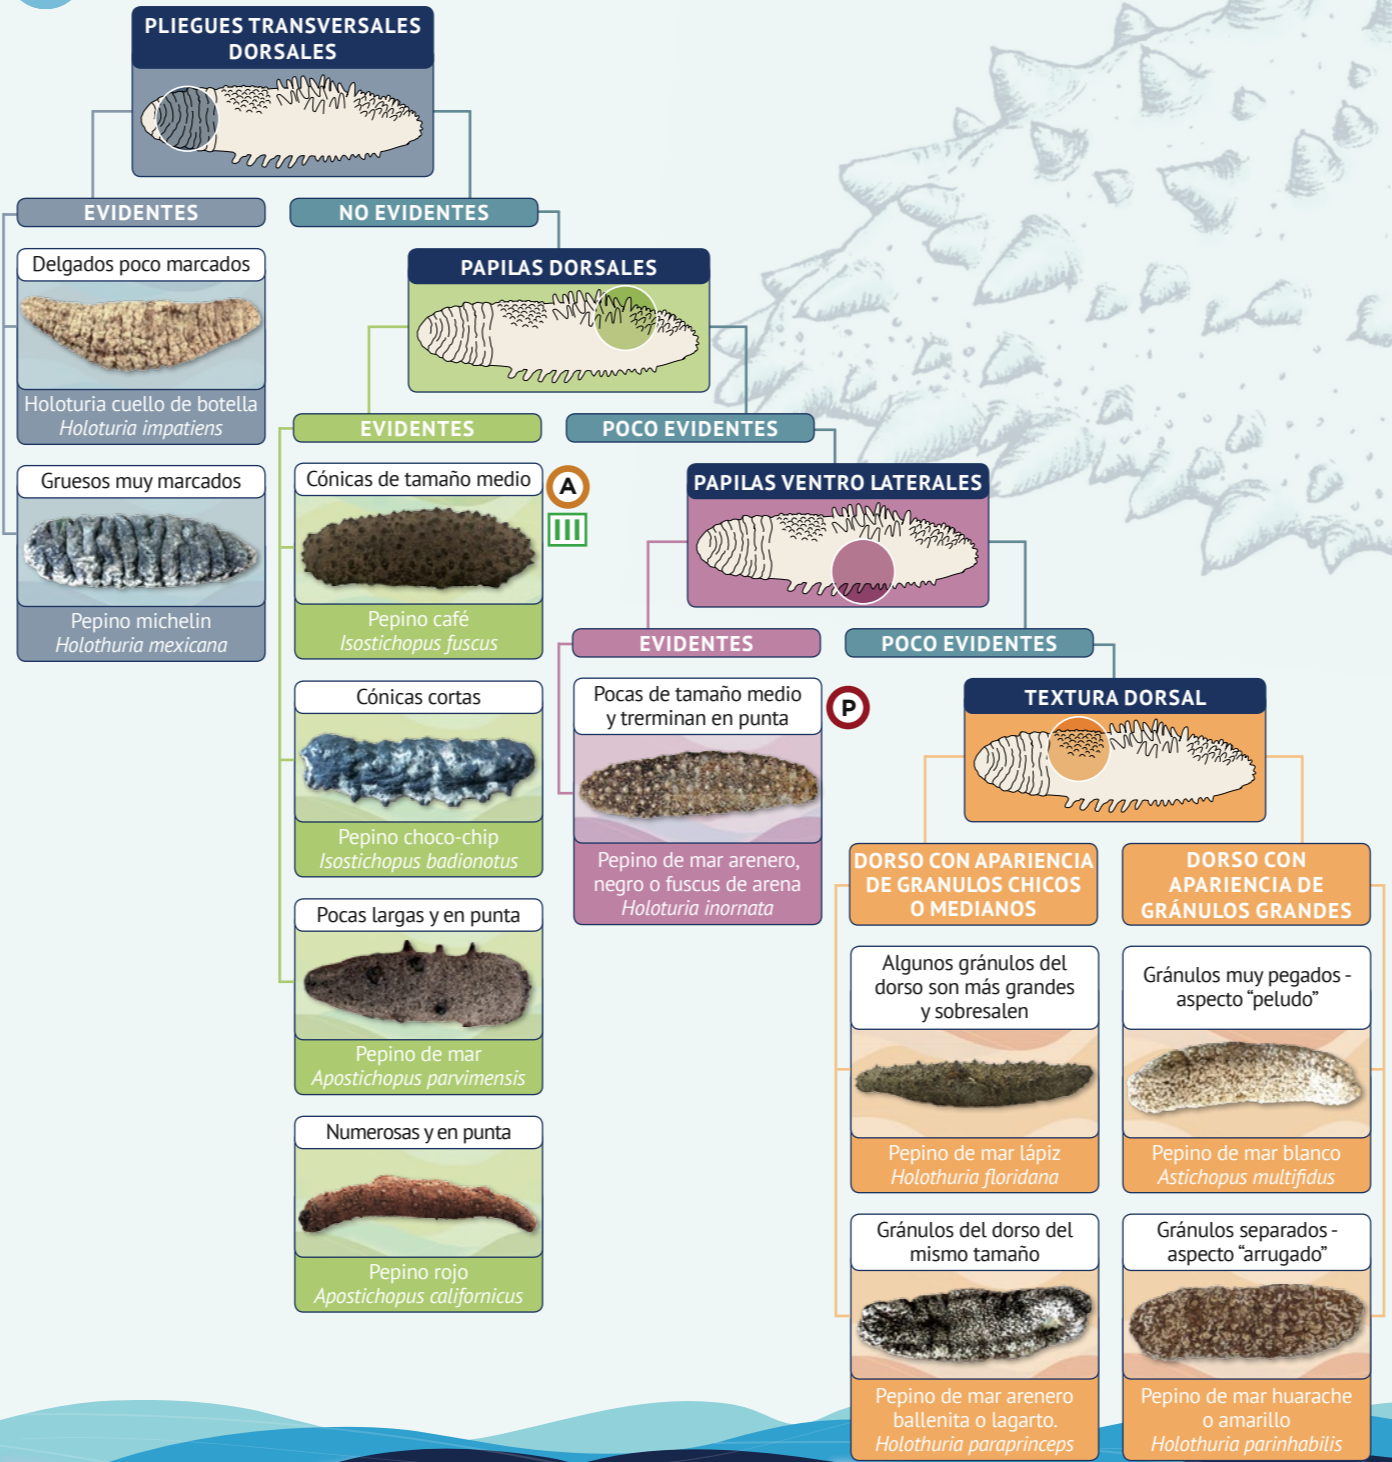 PLIEGUES TRANSVERSALES
DORSALES
EVIDENTES
NO EVIDENTES
Delgados poco marcados
Holoturia cuello de botella
Holoturia impatiens
Gruesos muy marcados
Pepino michelin
Holothuria mexicana
PAPILAS DORSALES
EVIDENTES
POCO EVIDENTES
Cónicas de tamaño medio
A
III
Pepino café
Isostichopus fuscus
Cónicas cortas
Pepino choco-chip
Isostichopus badionotus
Pocas largas y en punta
Pepino de mar
Apostichopus parvimensis
Numerosas y en punta
Pepino rojo
Apostichopus californicus
PAPILAS VENTRO LATERALES
EVIDENTES
POCO EVIDENTES
Pocas de tamaño medio
y trerminan en punta
P
Pepino de mar arenero,
negro o fuscus de arena
Holoturia inornata
TEXTURA DORSAL
DORSO CON APARIENCIA
DE GRANULOS CHICOS
O MEDIANOS
Algunos gránulos del
dorso son más grandes
y sobresalen
Pepino de mar lápiz
Holothuria floridana
Gránulos del dorso del
mismo tamaño
Pepino de mar arenero
ballenita o lagarto.
Holothuria paraprinceps
DORSO CON
APARIENCIA DE
GRÁNULOS GRANDES
Gránulos muy pegados -
aspecto “peludo”
Pepino de mar blanco
Astichopus multifidus
Gránulos separados -
aspecto “arrugado”
Pepino de mar huarache
o amarillo
Holothuria parinhabilis